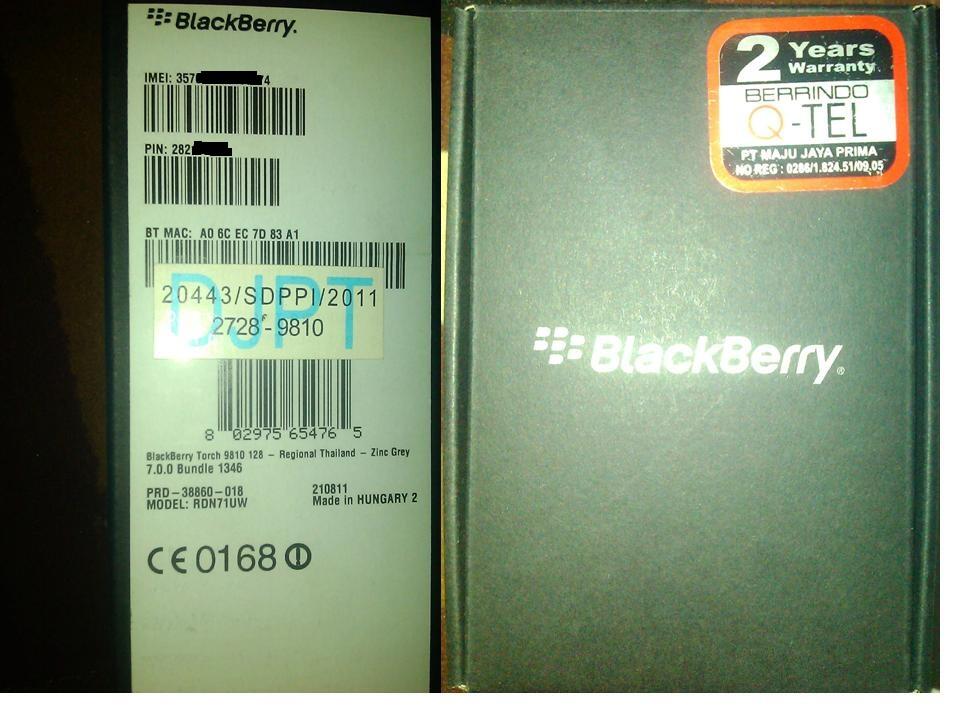 BlackBerry.
IMEI: 357 4
PIN: 282
BT MAC: A0 6C EC 7D 83 A1
DJPT
20443/SDPPI/2011
2728 - 9810
8 02975 65476 5
BlackBerry Torch 9810 128 – Regional Thailand – Zinc Grey
7.0.0 Bundle 1346
PRD–38860–018
MODEL: RDN71UW
210811
Made in HUNGARY 2
CE0168
2 Years
Warranty
BERRINDO
Q-TEL
PT MAJU JAYA PRIMA
NO REG : 0286/1.824.51/09.05
BlackBerry®